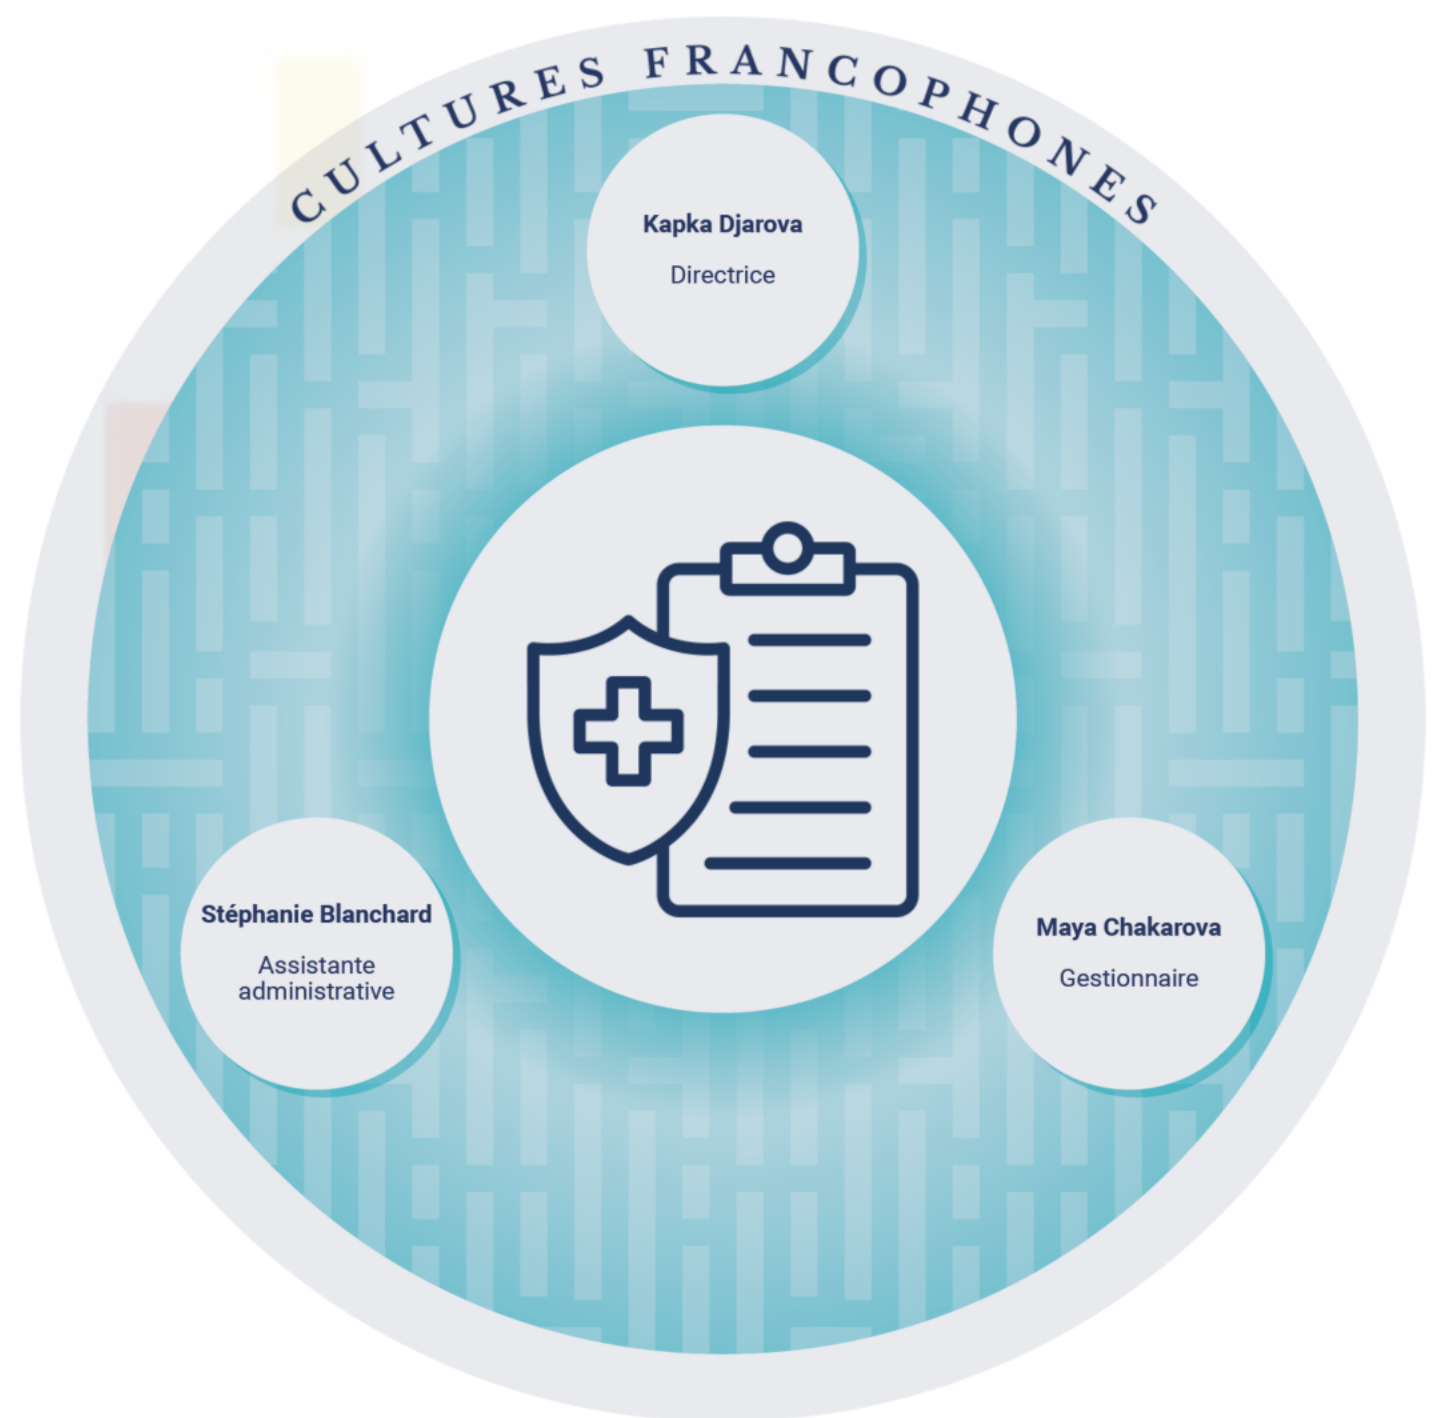 CULTURES FRANCOPHONES
Kapka Djarova
Directrice
Stéphanie Blanchard
Assistante
administrative
Maya Chakarova
Gestionnaire